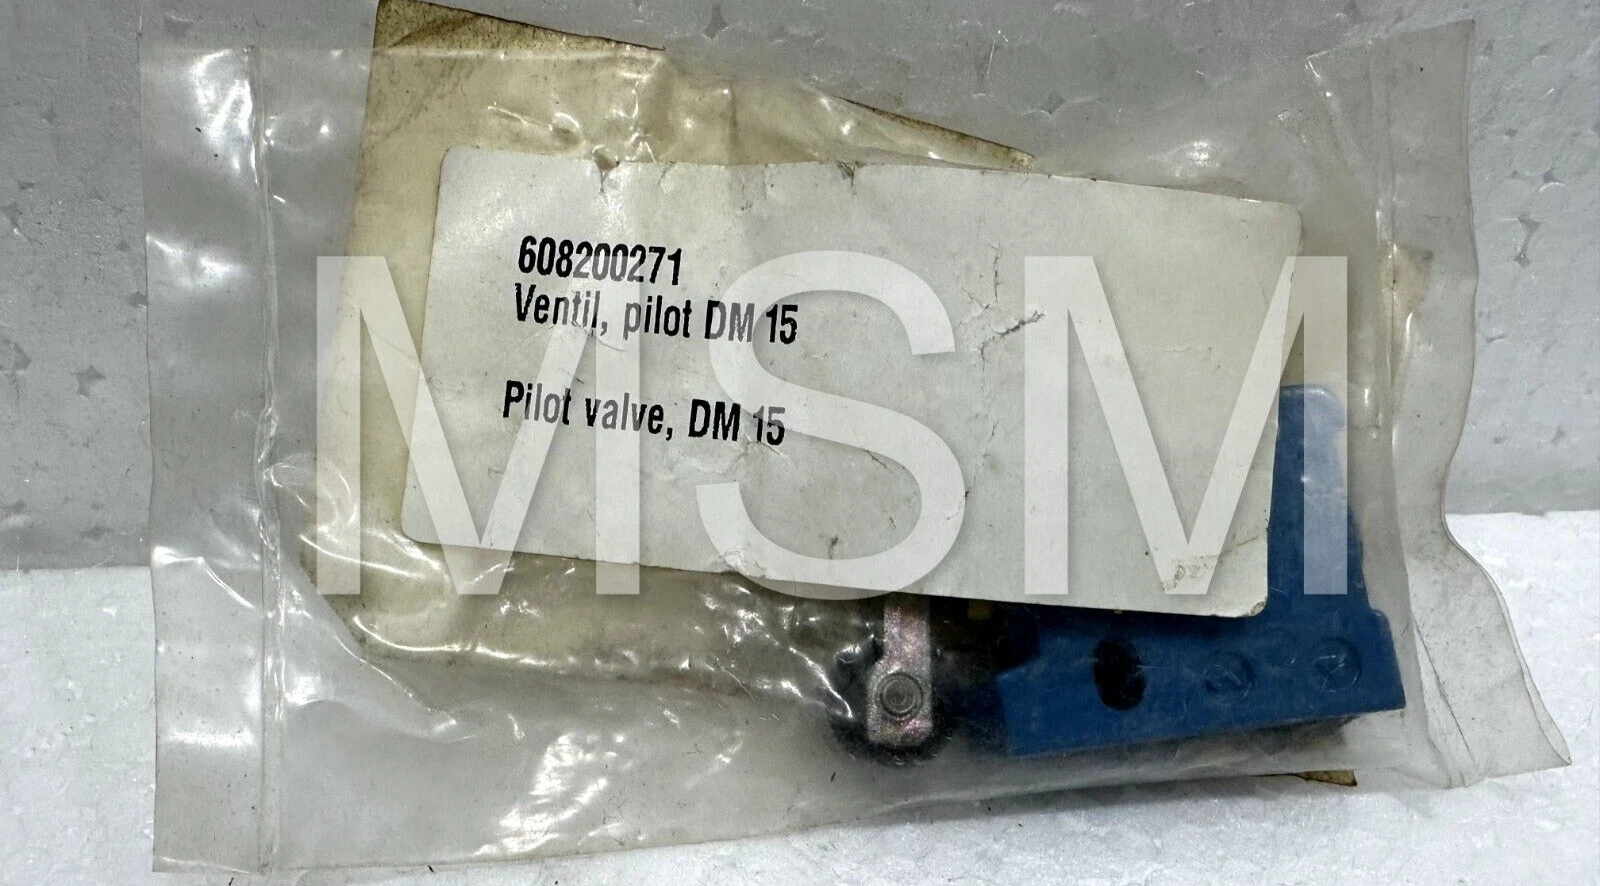 608200271
Ventil, pilot DM 15
Pilot valve, DM 15
MSM